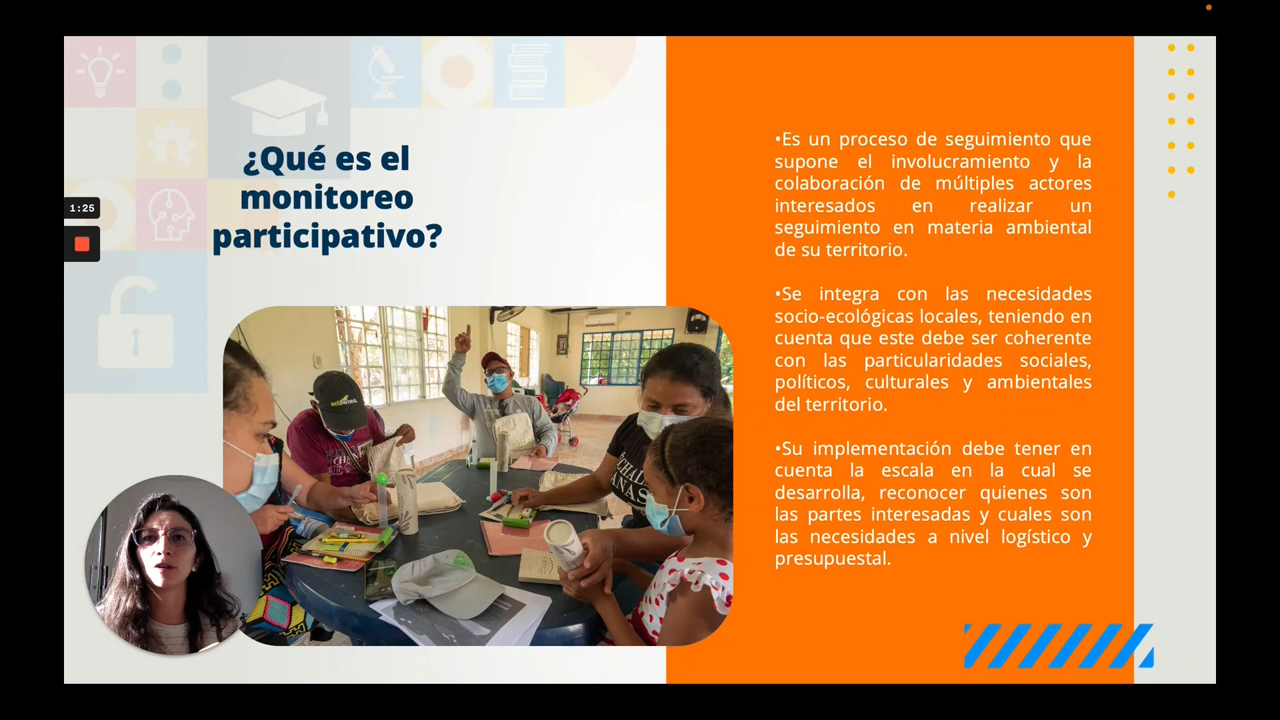 ¿Qué es el
monitoreo
participativo?
1:25
•Es un proceso de seguimiento que
supone el involucramiento y la
colaboración de múltiples actores
interesados en realizar un
seguimiento en materia ambiental
de su territorio.
•Se integra con las necesidades
socio-ecológicas locales, teniendo en
cuenta que este debe ser coherente
con las particularidades sociales,
políticos, culturales y ambientales
del territorio.
•Su implementación debe tener en
cuenta la escala en la cual se
desarrolla, reconocer quienes son
las partes interesadas y cuales son
las necesidades a nivel logístico y
presupuestal.